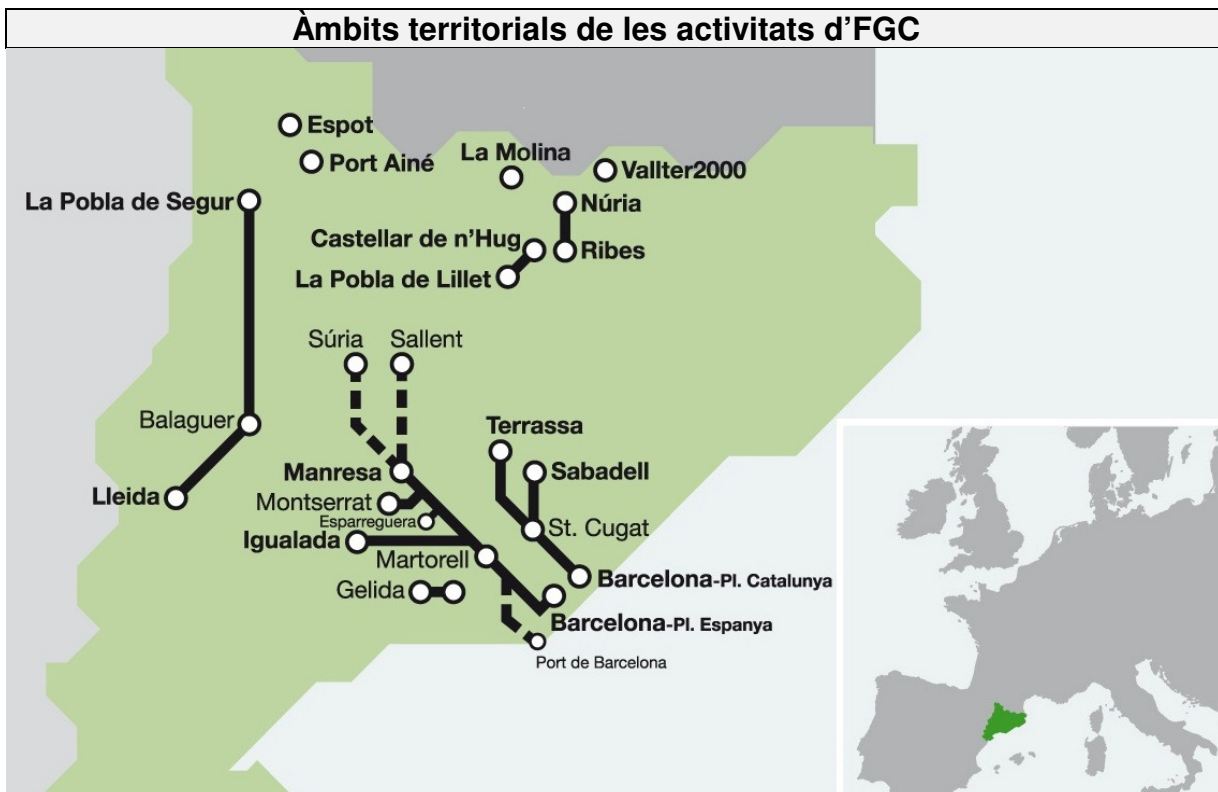 Àmbits territorials de les activitats d'FGC
Espot
Port Ainé
La Molina
Vallter2000
La Pobla de Segur
Núria
Castellar de n'Hug
Ribes
La Pobla de Lillet
Súria
Sallent
Balaguer
Terrassa
Manresa
Sabadell
Lleida
Montserrat
Esparreguera
St. Cugat
Igualada
Martorell
Barcelona-Pl. Catalunya
Gelida
Barcelona-Pl. Espanya
Port de Barcelona